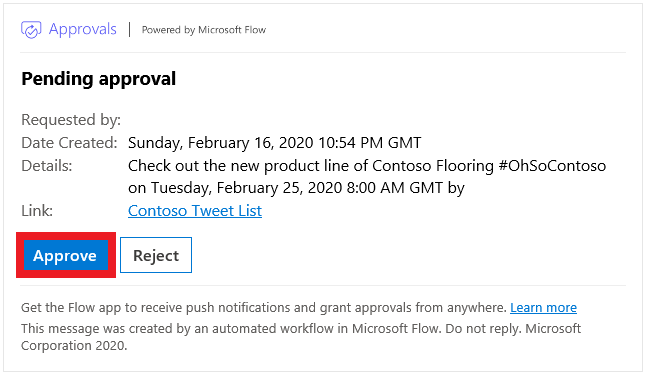 Approvals | Powered by Microsoft Flow
Pending approval
Requested by:
Date Created: Sunday, February 16, 2020 10:54 PM GMT
Details: Check out the new product line of Contoso Flooring #OhSoContoso
on Tuesday, February 25, 2020 8:00 AM GMT by
Link: Contoso Tweet List
Approve Reject
Get the Flow app to receive push notifications and grant approvals from anywhere. Learn more
This message was created by an automated workflow in Microsoft Flow. Do not reply. Microsoft
Corporation 2020.